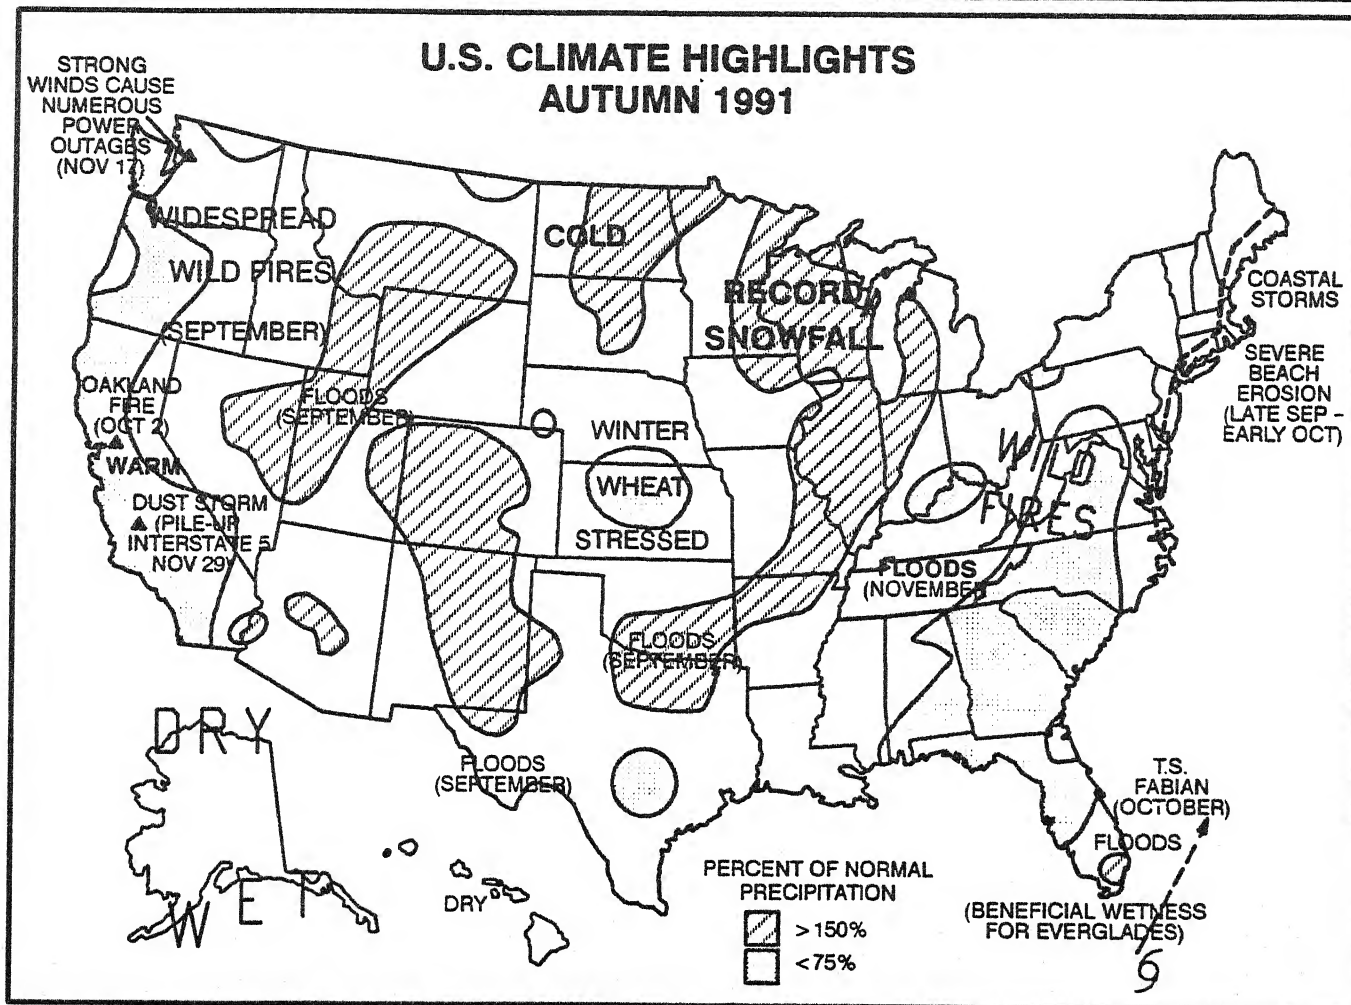 U.S. CLIMATE HIGHLIGHTS
AUTUMN 1991
STRONG
WINDS CAUSE
NUMEROUS
POWER
OUTAGES
(NOV 17)
WIDESPREAD
WILD FIRES
(SEPTEMBER)
COLD
RECORD
SNOWFALL
COASTAL
STORMS
SEVERE
BEACH
EROSION
(LATE SEP -
EARLY OCT)
OAKLAND
FIRE
(OCT 2)
WARM
DUST STORM
(PILE-UP
INTERSTATE 5
NOV 29)
FLOODS
(SEPTEMBER)
WINTER
WHEAT
STRESSED
WILD
FIRES
FLOODS
(NOVEMBER
FLOODS
(SEPTEMBER)
FLOODS
(SEPTEMBER)
DRY
WET
DRY
T.S.
FABIAN
(OCTOBER)
FLOODS
(BENEFICIAL WETNESS
FOR EVERGLADES)
PERCENT OF NORMAL
PRECIPITATION
>150%
<75%